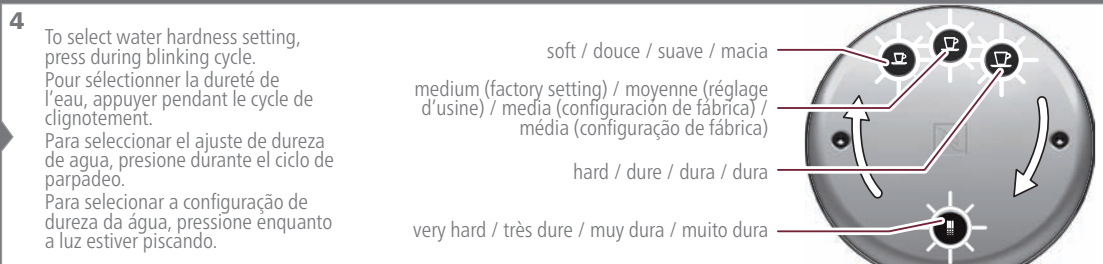 4
To select water hardness setting,
press during blinking cycle.
Pour sélectionner la dureté de
l'eau, appuyer pendant le cycle de
clignotement.
Para seleccionar el ajuste de dureza
de agua, presione durante el ciclo de
parpadeo.
Para selecionar a configuração de
dureza da água, pressione enquanto
a luz estiver piscando.
soft / douce / suave / macia
medium (factory setting) / moyenne (réglage
d'usine) / media (configuración de fábrica) /
média (configuração de fábrica)
hard / dure / dura / dura
very hard / très dure / muy dura / muito dura